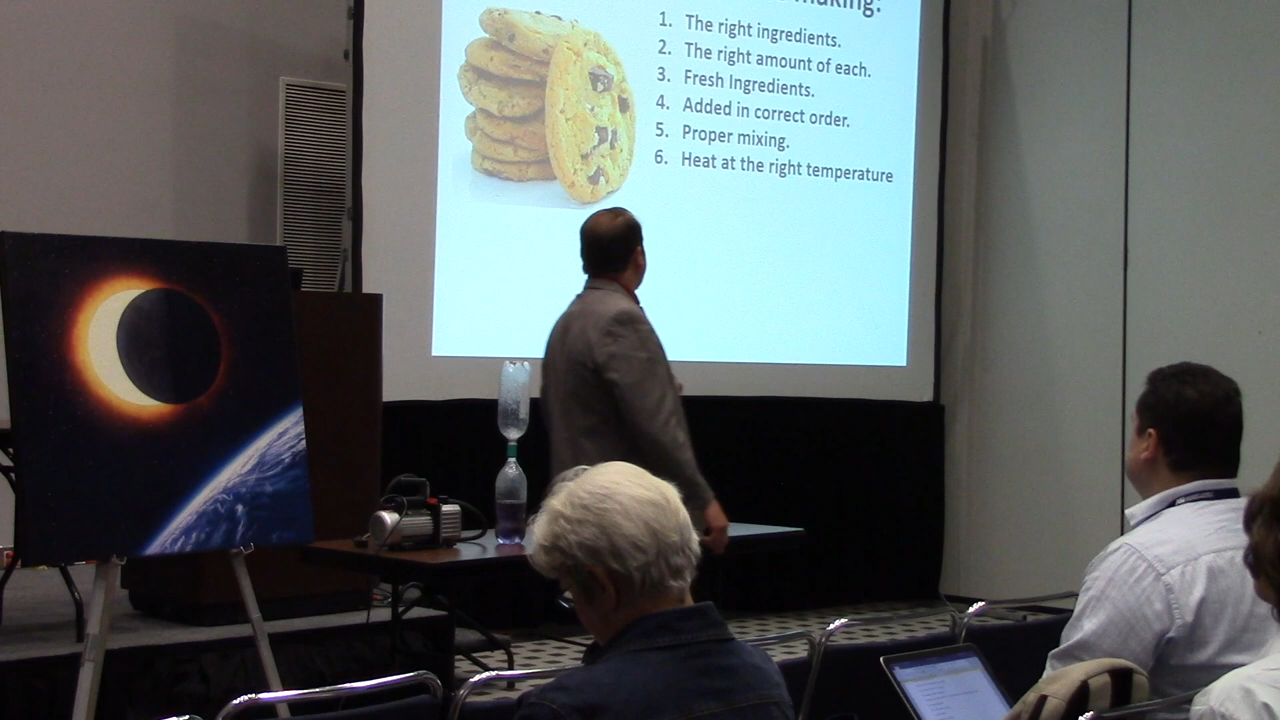 making:
1. The right ingredients.
2. The right amount of each.
3. Fresh Ingredients.
4. Added in correct order.
5. Proper mixing.
6. Heat at the right temperature